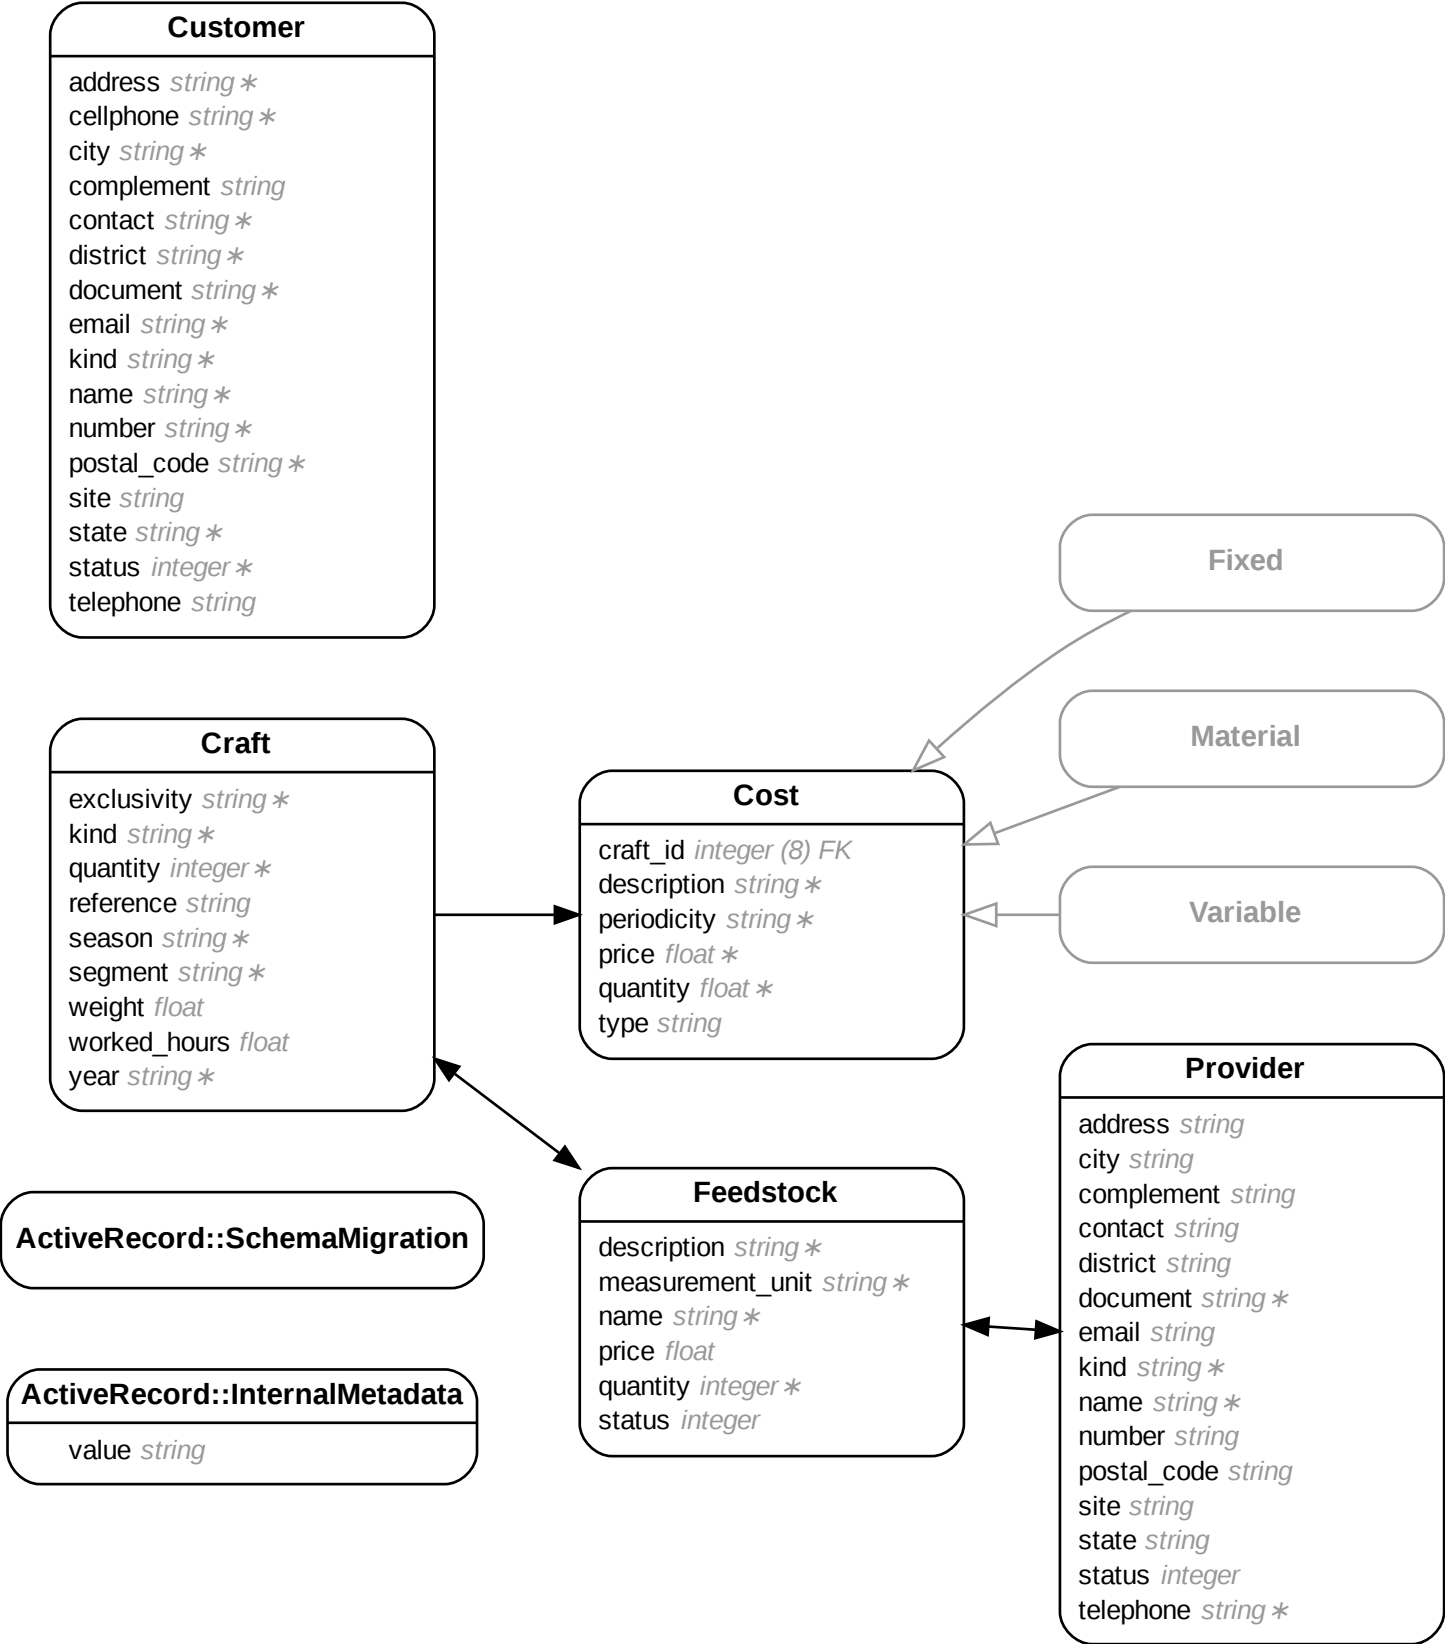 Customer
address string∗
cellphone string∗
city string∗
complement string
contact string∗
district string∗
document string∗
email string∗
kind string∗
name string∗
number string∗
postal_code string∗
site string
state string∗
status integer∗
telephone string
Craft
exclusivity string∗
kind string∗
quantity integer∗
reference string
season string∗
segment string∗
weight float
worked_hours float
year string∗
ActiveRecord::SchemaMigration
ActiveRecord::InternalMetadata
value string
Cost
craft_id integer (8) FK
description string∗
periodicity string∗
price float∗
quantity float∗
type string
Feedstock
description string∗
measurement_unit string∗
name string∗
price float
quantity integer∗
status integer
Fixed
Material
Variable
Provider
address string
city string
complement string
contact string
district string
document string∗
email string
kind string∗
name string∗
number string
postal_code string
site string
state string
status integer
telephone string∗